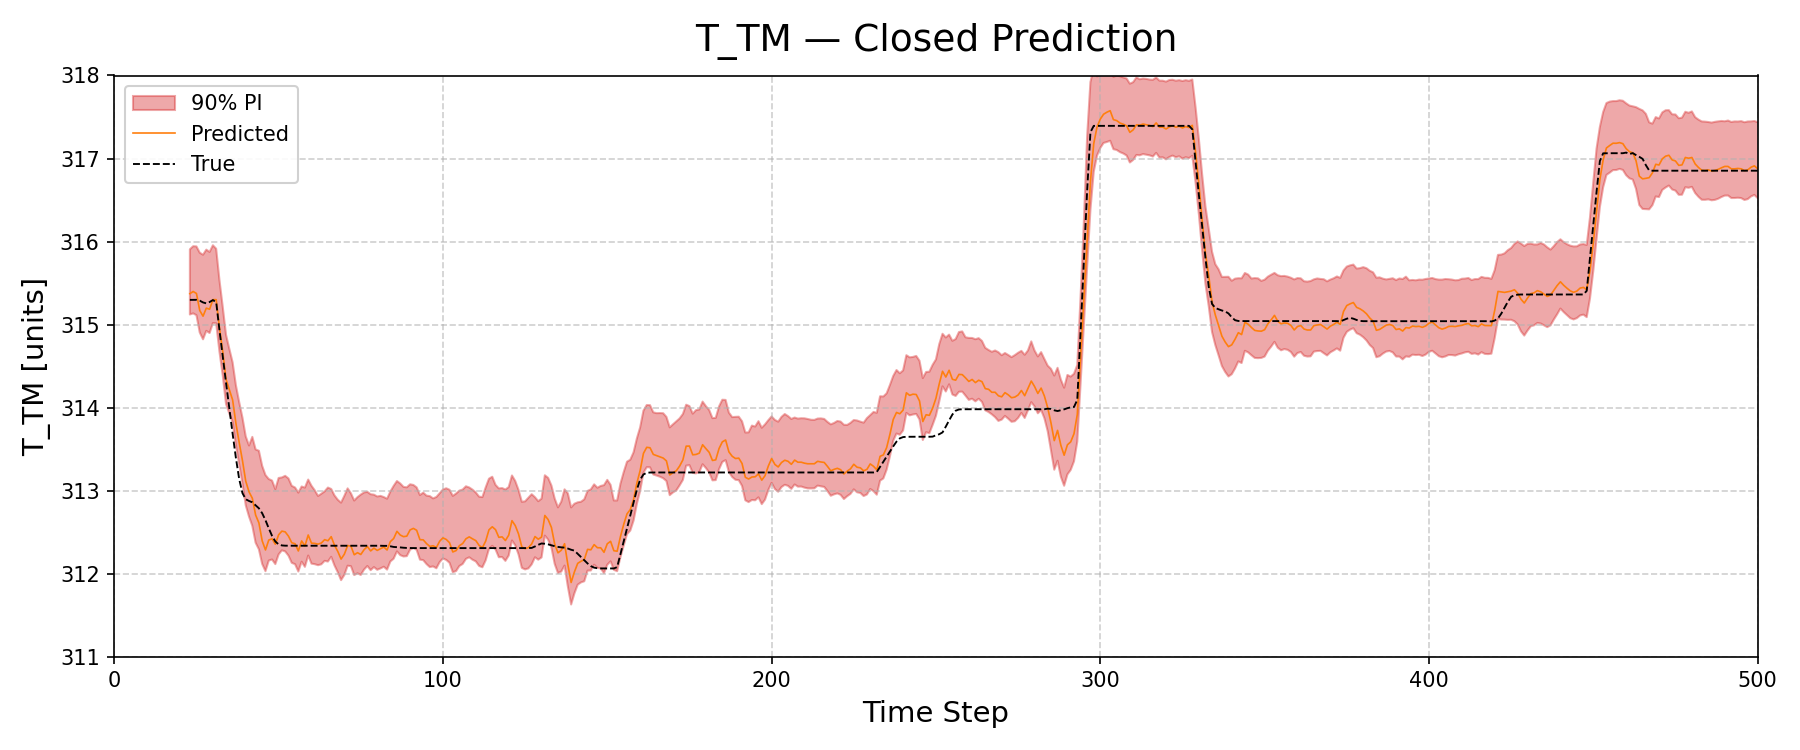 T_TM — Closed Prediction
90% PI
Predicted
True
T_TM [units]
318
317
316
315
314
313
312
311
0 100 200 300 400 500
Time Step